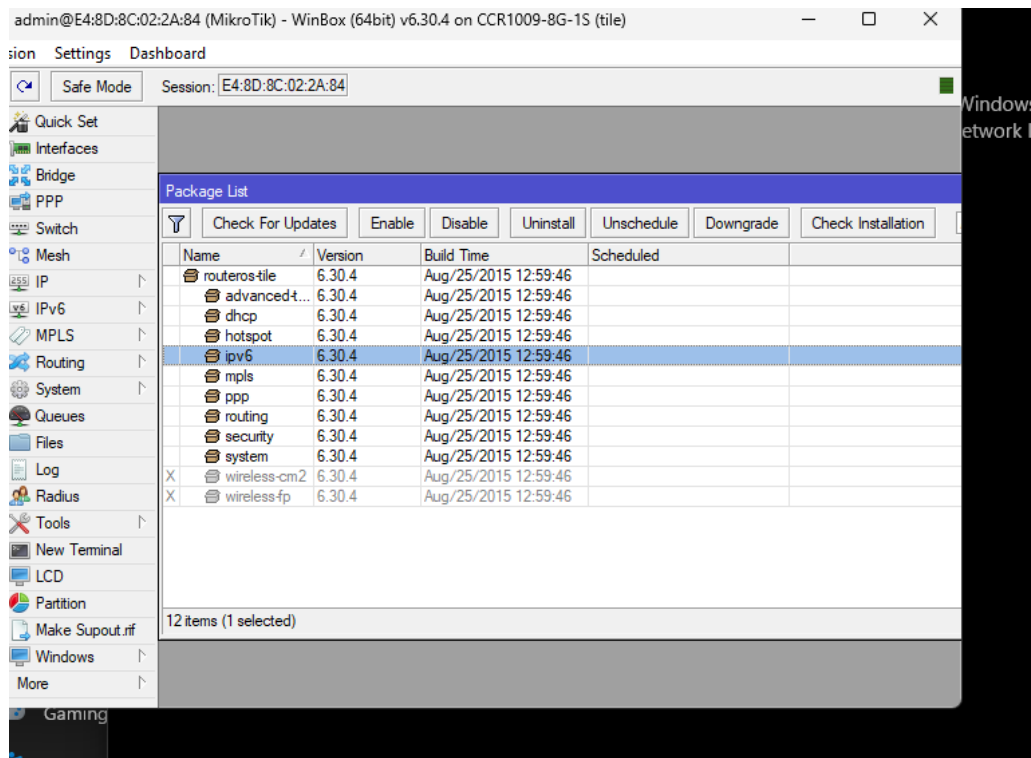 admin@E4:8D:8C:02:2A:84 (MikroTik) - WinBox (64bit) v6.30.4 on CCR1009-8G-1S (tile)
sion Settings Dashboard
Safe Mode Session: E4:8D:8C:02:2A:84
Windows
etwork
Quick Set
Interfaces
Bridge
PPP
Switch
Mesh
IP
IPv6
MPLS
Routing
System
Queues
Files
Log
Radius
Tools
New Terminal
LCD
Partition
Make Supout.rif
Windows
More
Package List
Check For Updates Enable Disable Uninstall Unschedule Downgrade Check Installation
Name Version Build Time Scheduled
routeros-tile 6.30.4 Aug/25/2015 12:59:46
advanced-t... 6.30.4 Aug/25/2015 12:59:46
dhcp 6.30.4 Aug/25/2015 12:59:46
hotspot 6.30.4 Aug/25/2015 12:59:46
ipv6 6.30.4 Aug/25/2015 12:59:46
mpls 6.30.4 Aug/25/2015 12:59:46
ppp 6.30.4 Aug/25/2015 12:59:46
routing 6.30.4 Aug/25/2015 12:59:46
security 6.30.4 Aug/25/2015 12:59:46
system 6.30.4 Aug/25/2015 12:59:46
X wireless-cm2 6.30.4 Aug/25/2015 12:59:46
X wireless-fp 6.30.4 Aug/25/2015 12:59:46
12 items (1 selected)
Gaming